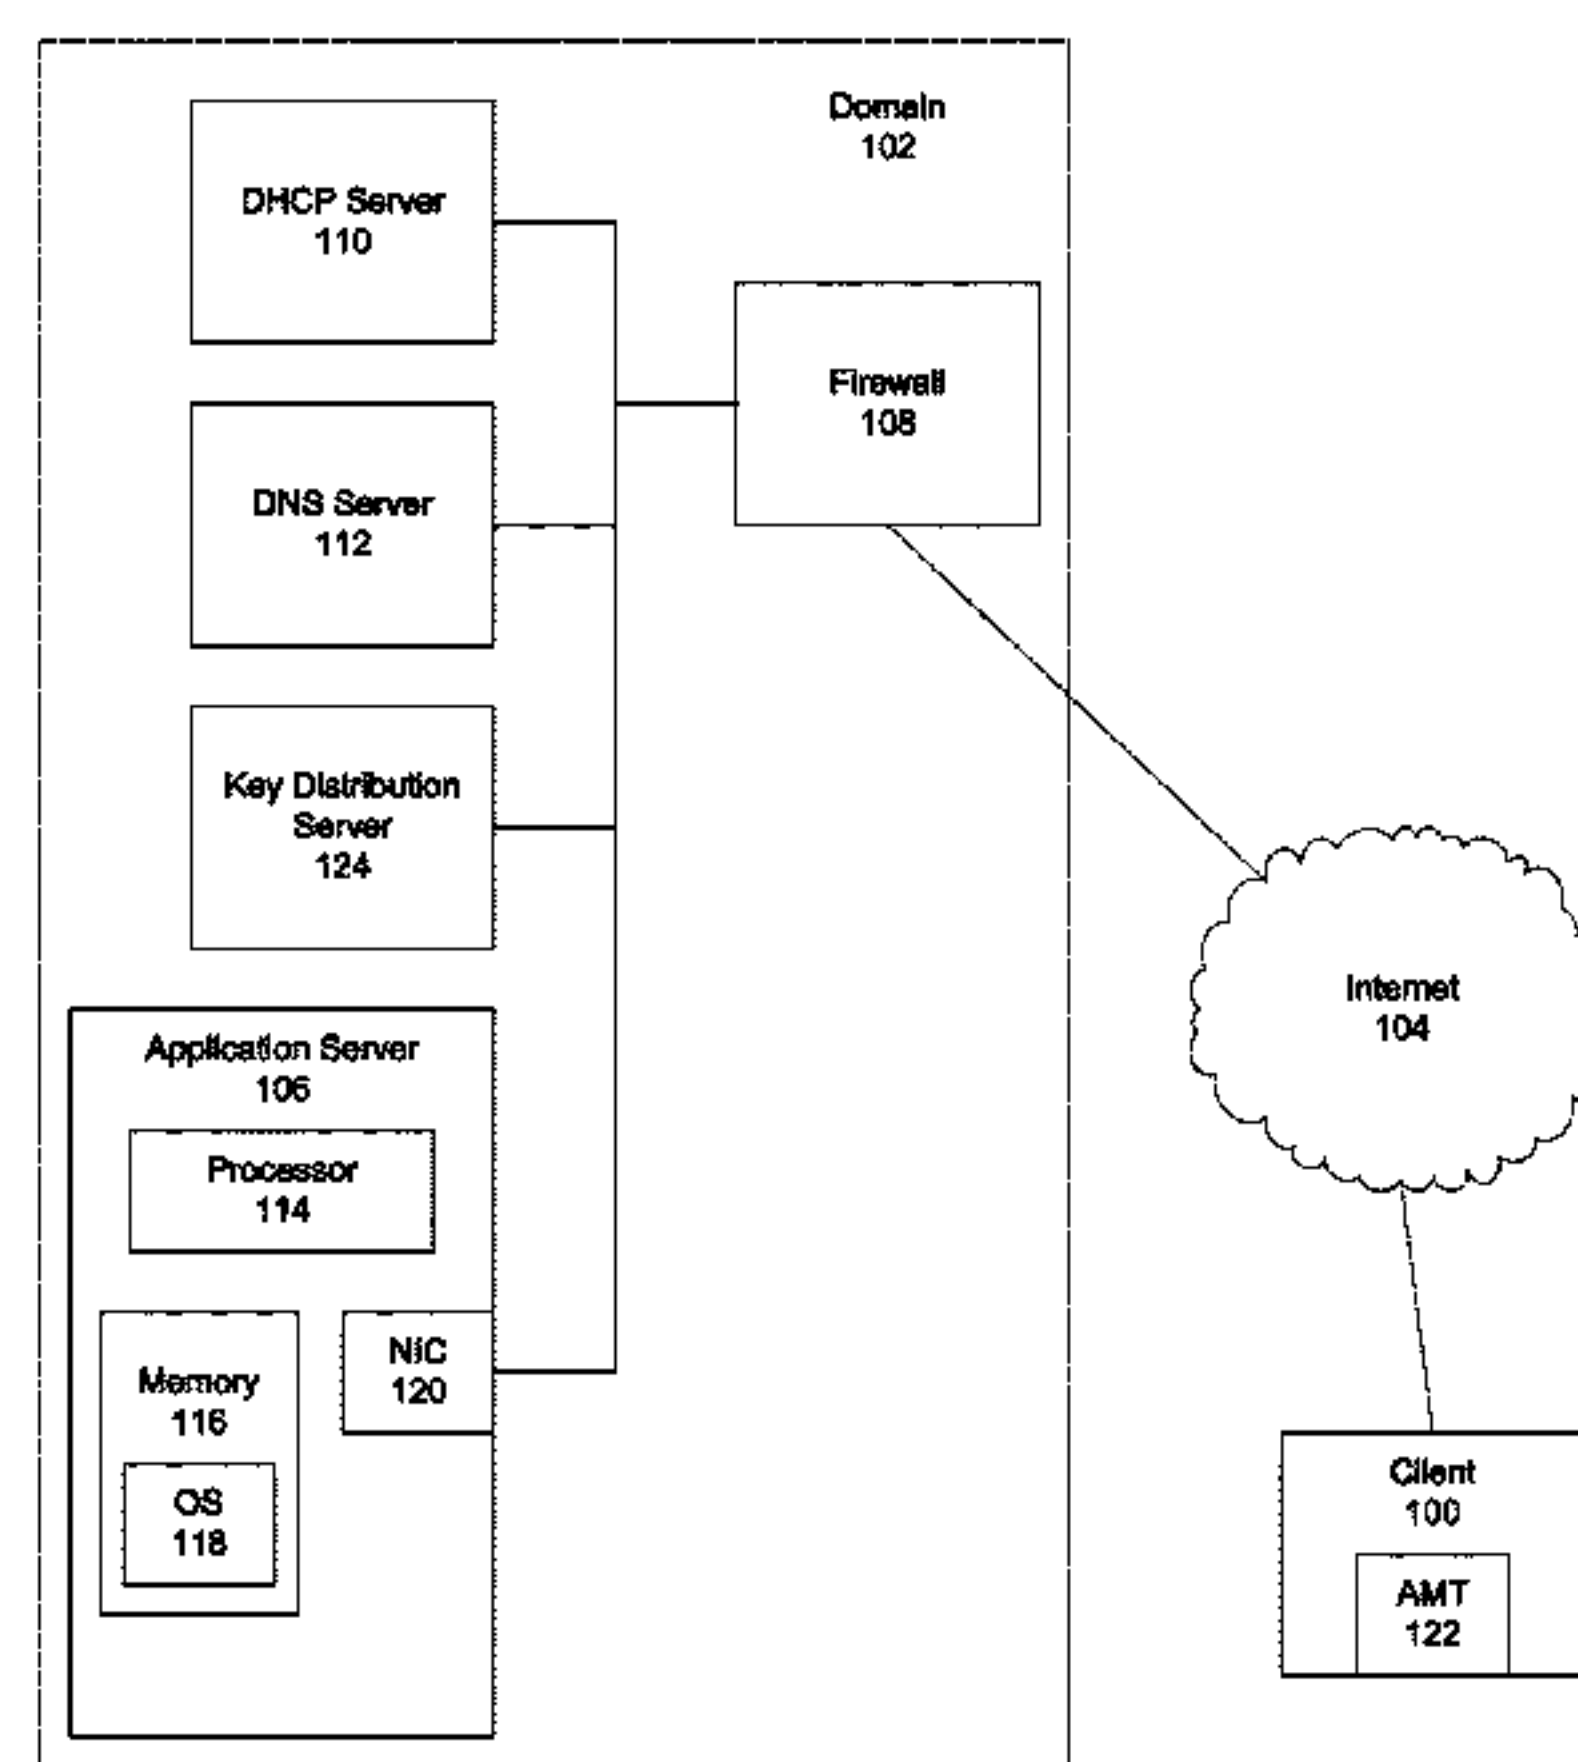 Domain
102
DHCP Server
110
Firewall
108
DNS Server
112
Key Distribution
Server
124
Internet
104
Application Server
106
Processor
114
NIC
120
Memory
116
OS
118
Client
100
AMT
122